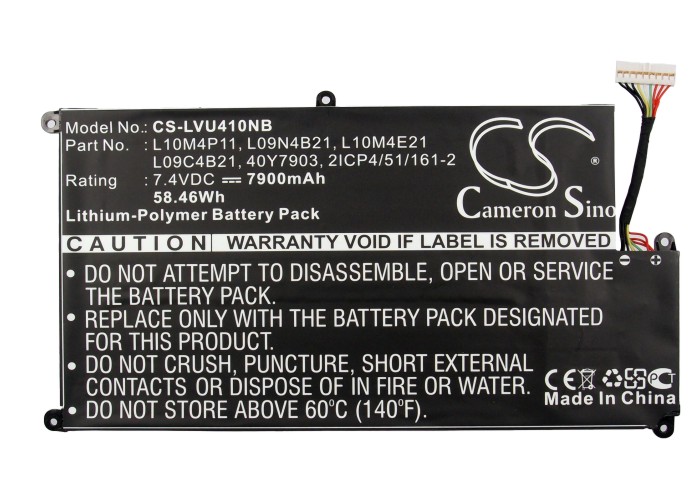 Model No.: CS-LVU410NB
Part No. : L10M4P11, L09N4B21, L10M4E21
L09C4B21, 40Y7903, 2ICP4/51/161-2
Rating : 7.4VDC ⎓ 7900mAh
58.46Wh
Lithium-Polymer Battery Pack
Cameron Sino
CAUTION WARRANTY VOID IF LABEL IS REMOVED
• DO NOT ATTEMPT TO DISASSEMBLE, OPEN OR SERVICE
THE BATTERY PACK.
• REPLACE ONLY WITH THE BATTERY PACK DESIGNATED
FOR THIS PRODUCT.
• DO NOT CRUSH, PUNCTURE, SHORT EXTERNAL
CONTACTS OR DISPOSE OF IN FIRE OR WATER.
• DO NOT STORE ABOVE 60°C (140°F).
CE PCT
Made In China